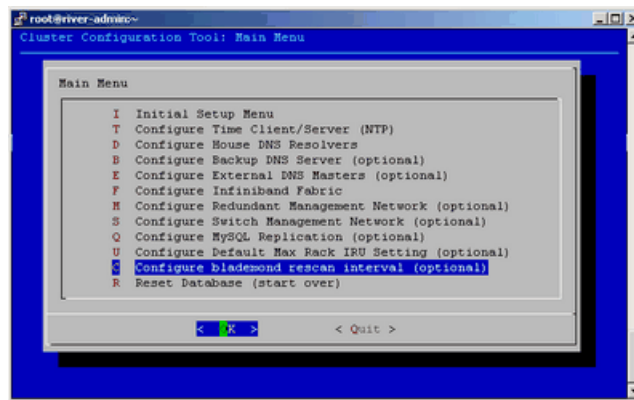 root@river-admin:~
Cluster Configuration Tool: Main Menu
Main Menu
I Initial Setup Menu
T Configure Time Client/Server (NTP)
D Configure House DNS Resolvers
B Configure Backup DNS Server (optional)
E Configure External DNS Masters (optional)
F Configure Infiniband Fabric
M Configure Redundant Management Network (optional)
S Configure Switch Management Network (optional)
Q Configure MySQL Replication (optional)
U Configure Default Max Rack IRU Setting (optional)
C Configure blademond rescan interval (optional)
R Reset Database (start over)
< OK > < Quit >